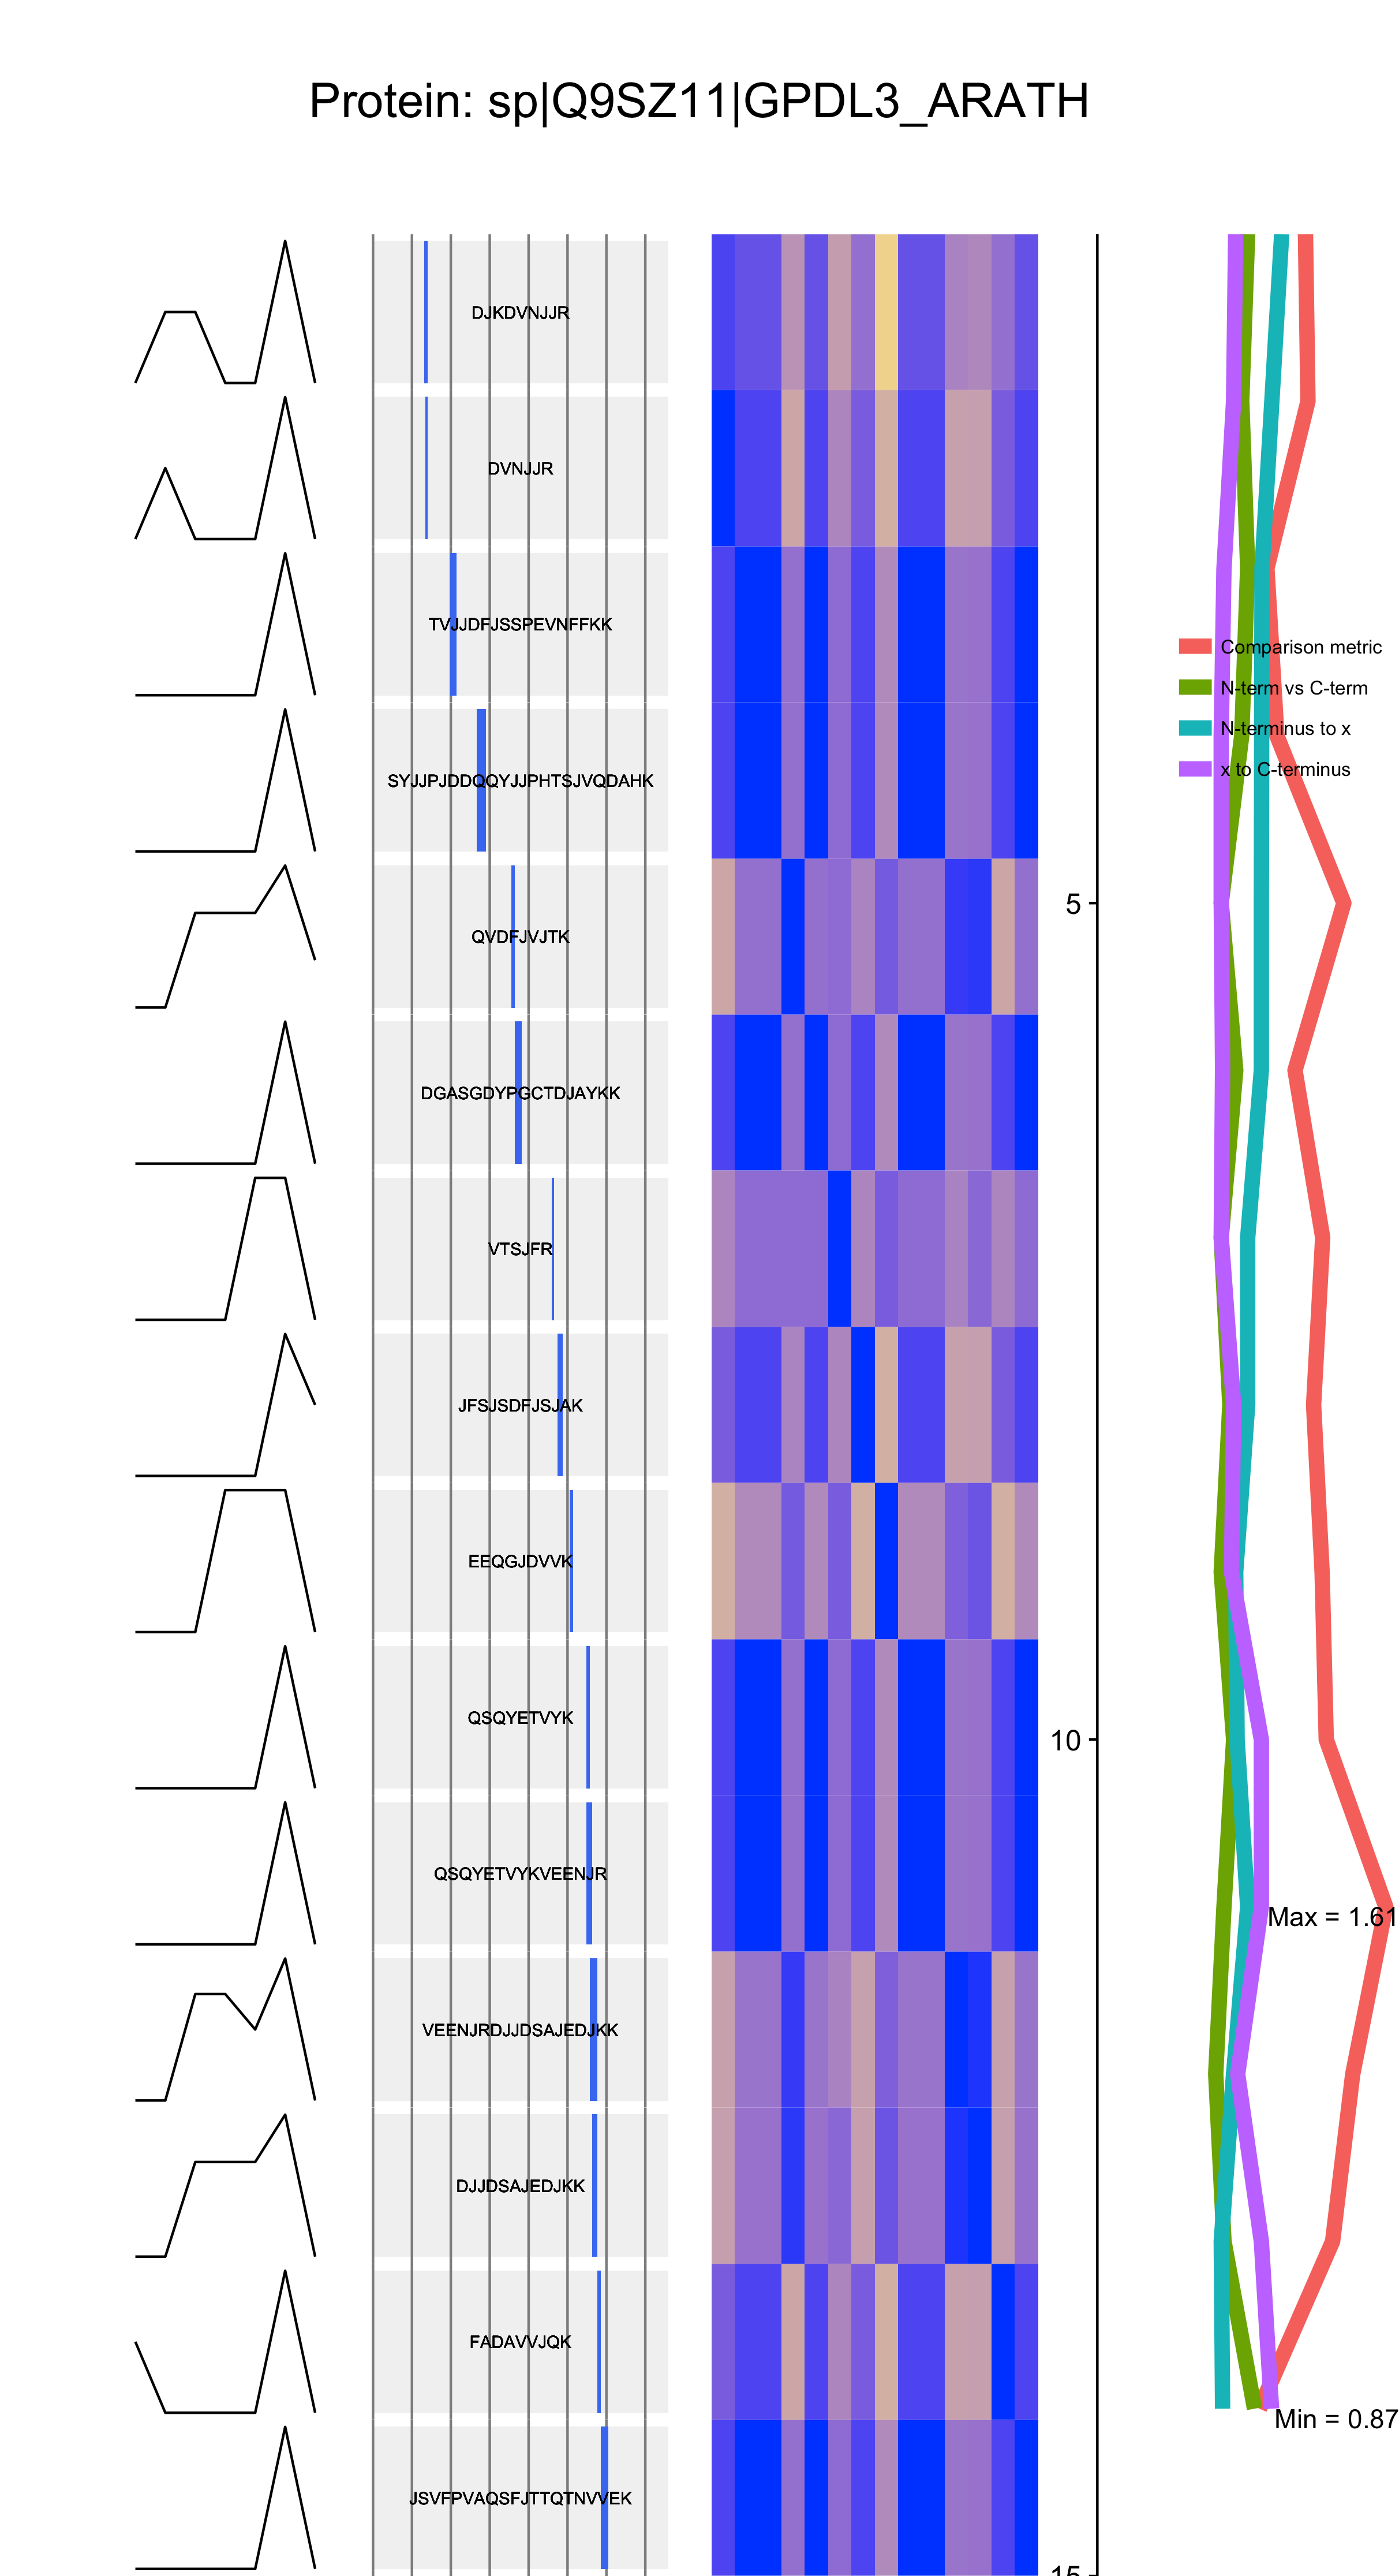 Protein: sp|Q9SZ11|GPDL3_ARATH
DJKDVNJJR
DVNJJR
TVJJDFJSSPEVNFFKK
Comparison metric
N-term vs C-term
N-terminus to x
x to C-terminus
SYJJPJDDQQYJJPHTSJVQDAHK
5
QVDFJVJTK
DGASGDYPGCTDJAYKK
VTSJFR
JFSJSDFJSJAK
EEQGJDVVK
QSQYETVYK
10
QSQYETVYKVEENJR
Max = 1.61
VEENJRDJJDSAJEDJKK
DJJDSAJEDJKK
FADAVVJQK
Min = 0.87
JSVFPVAQSFJTTQTNVVEK
15